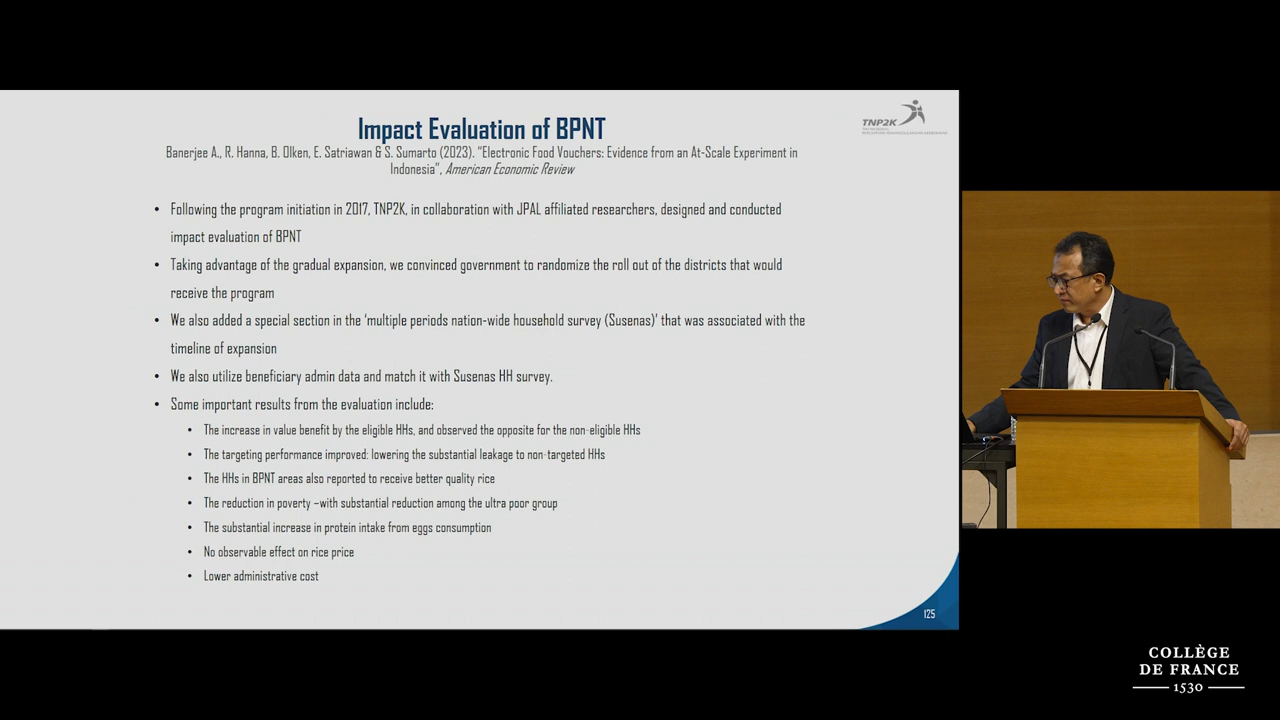 Impact Evaluation of BPNT
TNP2K
Banerjee A., R. Hanna, B. Olken, E. Satriawan & S. Sumarto (2023). “Electronic Food Vouchers: Evidence from an At-Scale Experiment in
Indonesia”, American Economic Review
• Following the program initiation in 2017, TNP2K, in collaboration with JPAL affiliated researchers, designed and conducted
impact evaluation of BPNT
• Taking advantage of the gradual expansion, we convinced government to randomize the roll out of the districts that would
receive the program
• We also added a special section in the ‘multiple periods nation-wide household survey (Susenas)’ that was associated with the
timeline of expansion
• We also utilize beneficiary admin data and match it with Susenas HH survey.
• Some important results from the evaluation include:
• The increase in value benefit by the eligible HHs, and observed the opposite for the non-eligible HHs
• The targeting performance improved: lowering the substantial leakage to non-targeted HHs
• The HHs in BPNT areas also reported to receive better quality rice
• The reduction in poverty –with substantial reduction among the ultra poor group
• The substantial increase in protein intake from eggs consumption
• No observable effect on rice price
• Lower administrative cost
125
COLLÈGE
DE FRANCE
1530